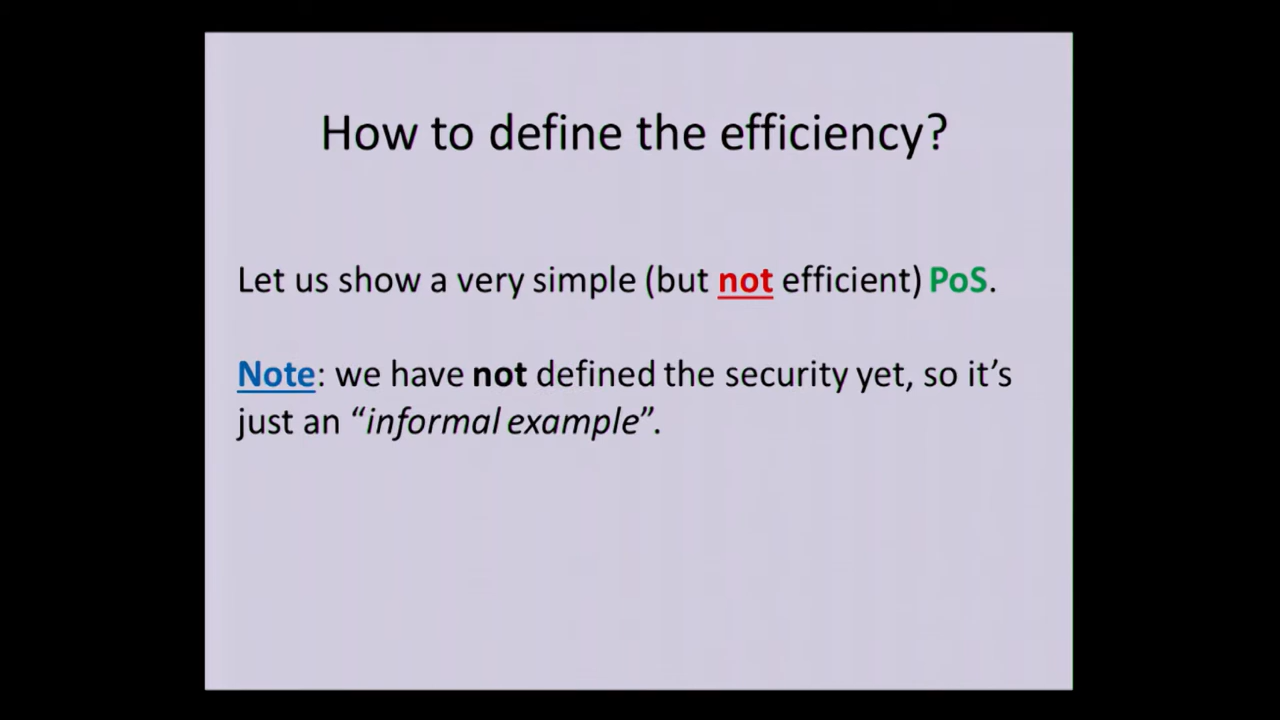 How to define the efficiency?
Let us show a very simple (but not efficient) PoS.
Note: we have not defined the security yet, so it’s
just an “informal example”.